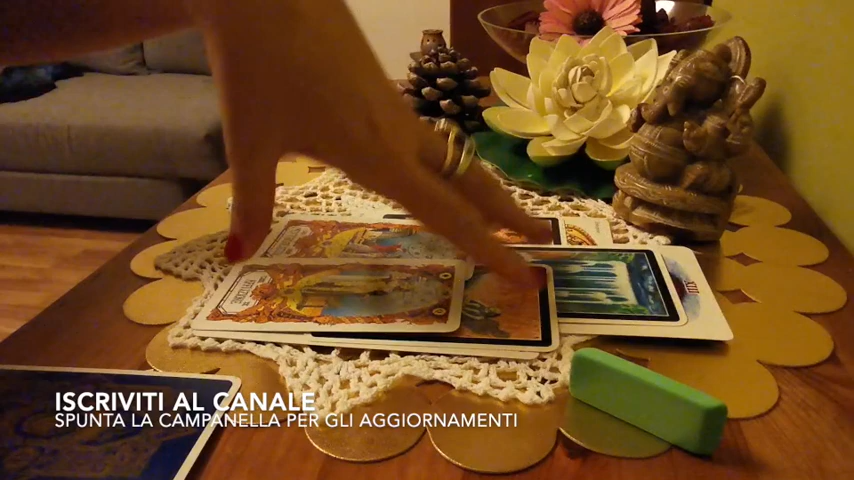 ISCRIVITI AL CANALE
SPUNTA LA CAMPANELLA PER GLI AGGIORNAMENTI